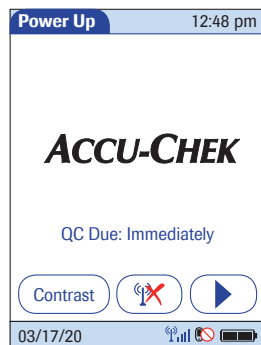 Power Up 12:48 pm
ACCU-CHEK
QC Due: Immediately
Contrast
03/17/20